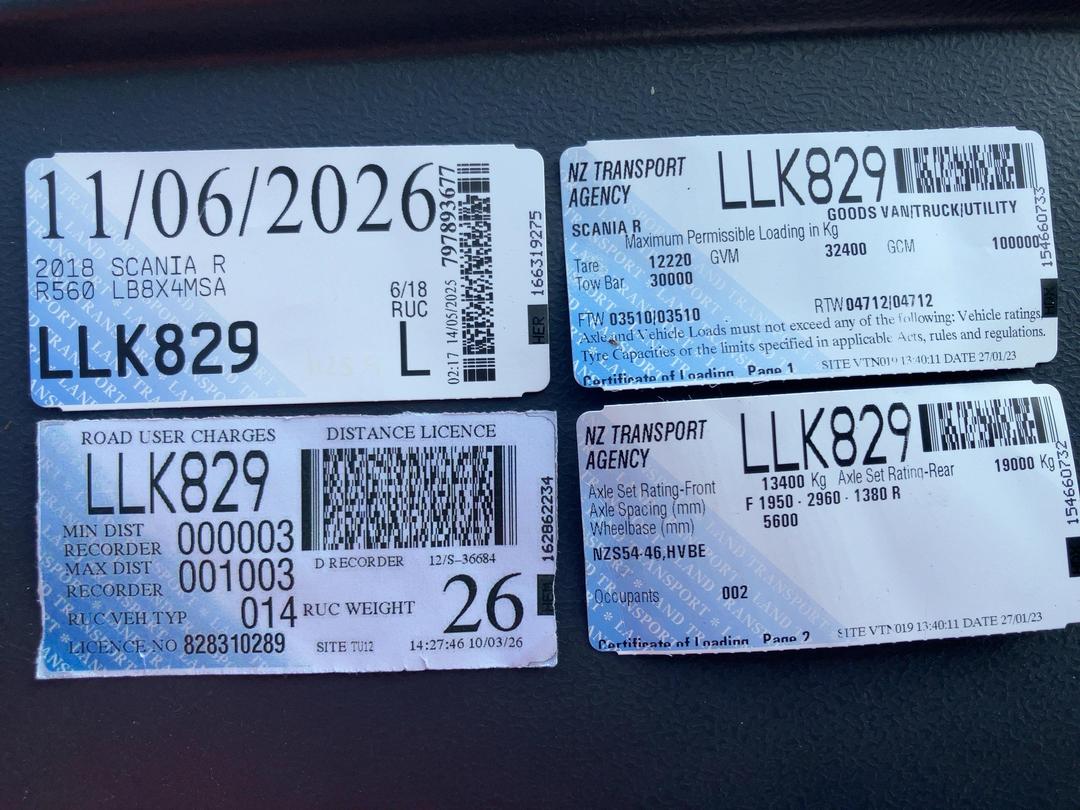 11/06/2026
2018 SCANIA R
R560 LB8X4MSA
6/18
RUC
LLK829
L
02:17 14/05/2025 797893677
166319275
HER
NZ TRANSPORT
AGENCY
LLK829
GOODS VAN/TRUCK/UTILITY
SCANIA R
Maximum Permissible Loading in Kg
Tare 12220 GVM 32400 GCM 100000
Tow Bar 30000
FTW 03510/03510 RTW 04712/04712
Axle and Vehicle Loads must not exceed any of the following: Vehicle ratings,
Tyre Capacities or the limits specified in applicable Acts, rules and regulations.
Certificate of Loading Page 1 SITE VTN019 13:40:11 DATE 27/01/23
154660733
ROAD USER CHARGES DISTANCE LICENCE
LLK829
MIN DIST
RECORDER 000003
MAX DIST
RECORDER 001003
D RECORDER 12/S-36684
RUC VEH.TYP 014 RUC WEIGHT 26
LICENCE NO 828310289 SITE TU12 14:27:46 10/03/26
162862234
NZ TRANSPORT
AGENCY
LLK829
Axle Set Rating-Front 13400 Kg Axle Set Rating-Rear 19000 Kg
Axle Spacing (mm) F 1950 - 2960 - 1380 R
Wheelbase (mm) 5600
NZS54-46,HVBE
Occupants 002
Certificate of Loading Page 2 SITE VTN019 13:40:11 DATE 27/01/23
154660732